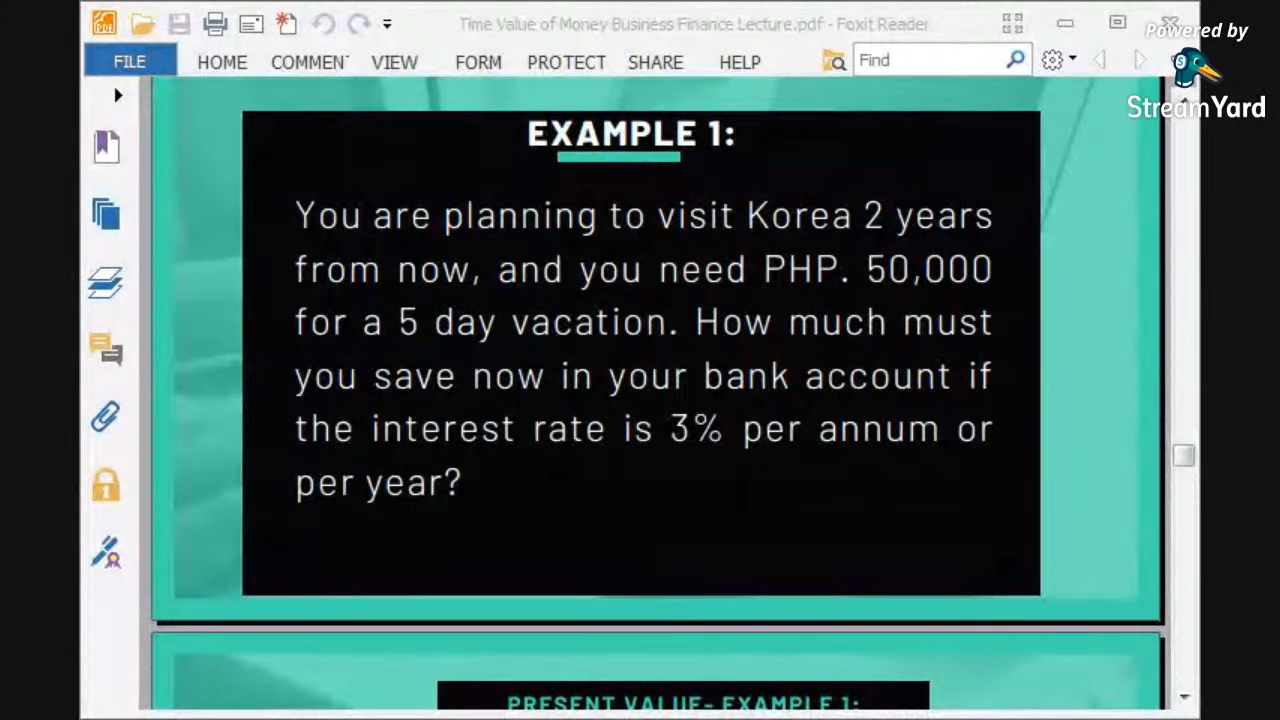 Time Value of Money Business Finance Lecture.pdf - Foxit Reader
Powered by
StreamYard
FILE HOME COMMEN VIEW FORM PROTECT SHARE HELP Find
EXAMPLE 1:
You are planning to visit Korea 2 years
from now, and you need PHP. 50,000
for a 5 day vacation. How much must
you save now in your bank account if
the interest rate is 3% per annum or
per year?
PRESENT VALUE- EXAMPLE 1: